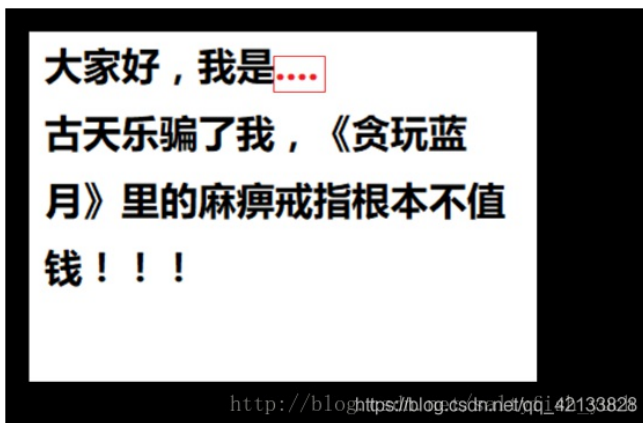 大家好，我是....
古天乐骗了我，《贪玩蓝
月》里的麻痹戒指根本不值
钱！！！
https://blog.csdn.net/qq_42133828